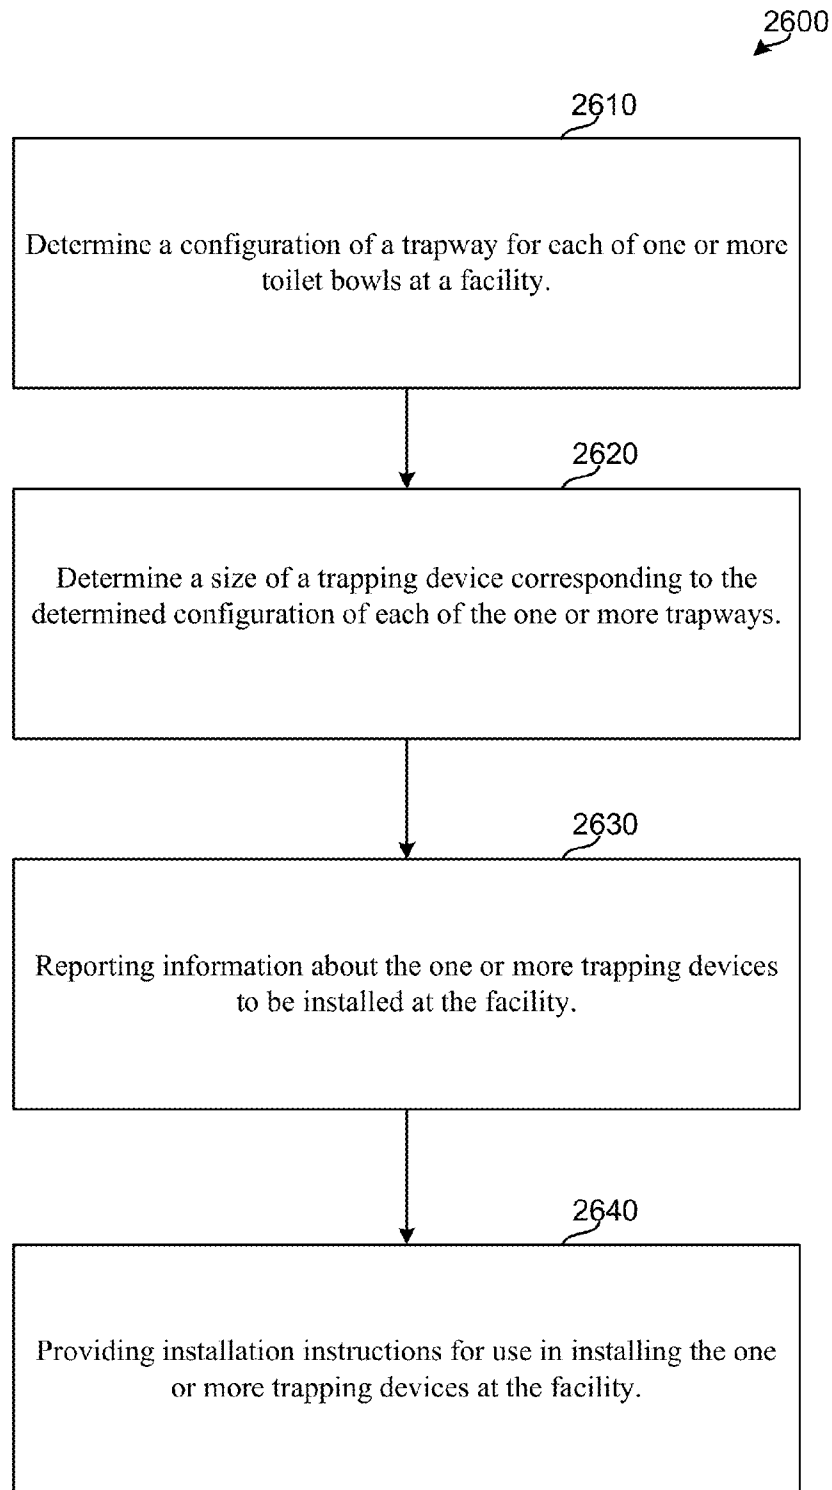 2600
2610
Determine a configuration of a trapway for each of one or more
toilet bowls at a facility.
2620
Determine a size of a trapping device corresponding to the
determined configuration of each of the one or more trapways.
2630
Reporting information about the one or more trapping devices
to be installed at the facility.
2640
Providing installation instructions for use in installing the one
or more trapping devices at the facility.